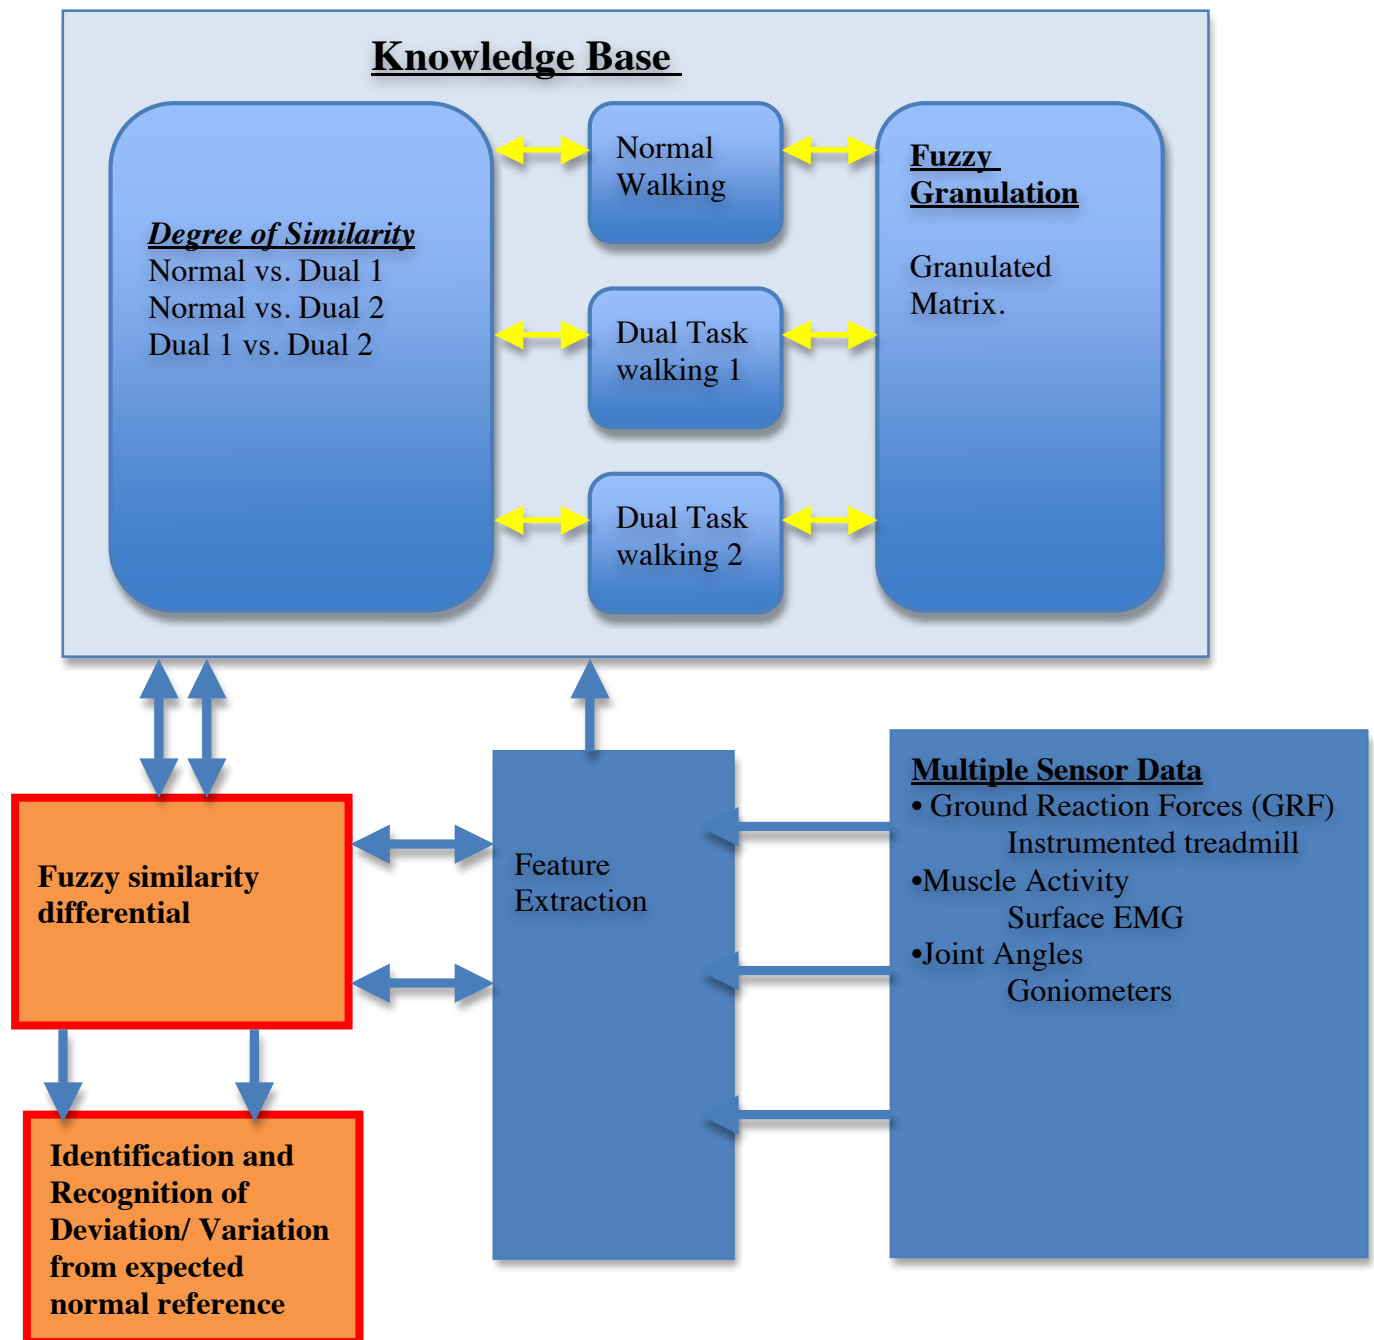 Knowledge Base
Degree of Similarity
Normal vs. Dual 1
Normal vs. Dual 2
Dual 1 vs. Dual 2
Normal
Walking
Dual Task
walking 1
Dual Task
walking 2
Fuzzy
Granulation
Granulated
Matrix.
Fuzzy similarity
differential
Feature
Extraction
Multiple Sensor Data
• Ground Reaction Forces (GRF)
Instrumented treadmill
•Muscle Activity
Surface EMG
•Joint Angles
Goniometers
Identification and
Recognition of
Deviation/ Variation
from expected
normal reference